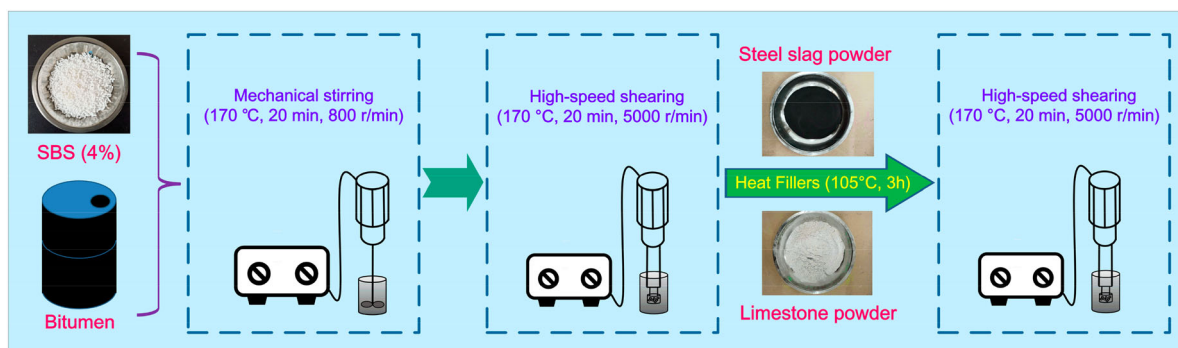 SBS (4%)
Bitumen
Mechanical stirring
(170 ℃, 20 min, 800 r/min)
High-speed shearing
(170 °C, 20 min, 5000 r/min)
Steel slag powder
Heat Fillers (105°C, 3h)
Limestone powder
High-speed shearing
(170 °C, 20 min, 5000 r/min)